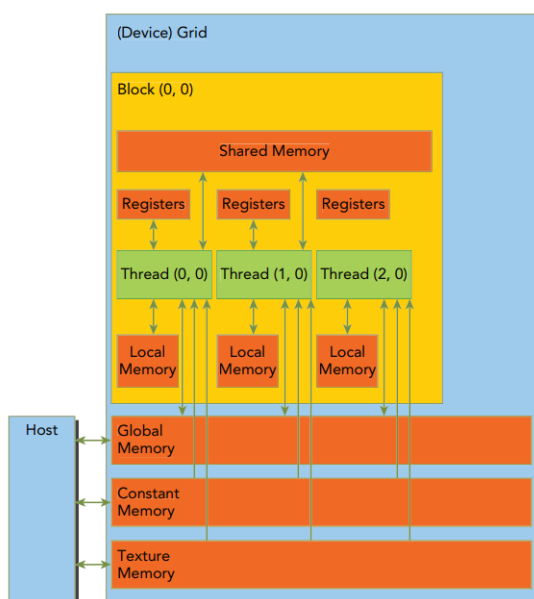 (Device) Grid
Block (0, 0)
Shared Memory
Registers
Registers
Registers
Thread (0, 0)
Thread (1, 0)
Thread (2, 0)
Local
Memory
Local
Memory
Local
Memory
Host
Global
Memory
Constant
Memory
Texture
Memory